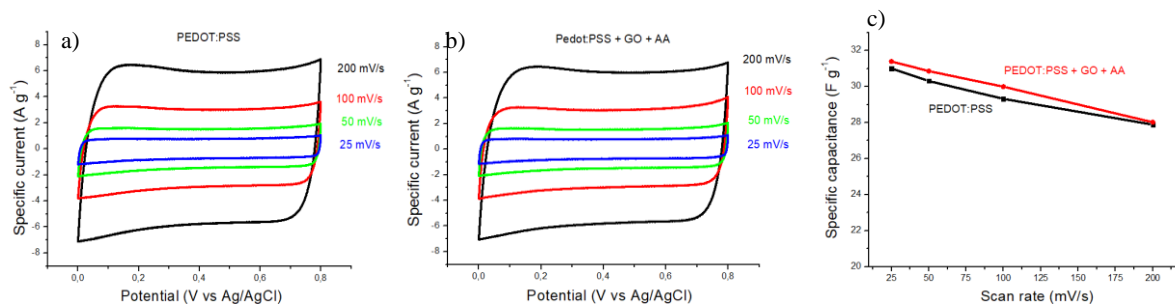 a)
PEDOT:PSS
8
6
4
2
0
-2
-4
-6
-8
200 mV/s
100 mV/s
50 mV/s
25 mV/s
Specific current (A g⁻¹)
0,0 0,2 0,4 0,6 0,8
Potential (V vs Ag/AgCl)
b)
Pedot:PSS + GO + AA
8
6
4
2
0
-2
-4
-6
-8
200 mV/s
100 mV/s
50 mV/s
25 mV/s
Specific current (A g⁻¹)
0,0 0,2 0,4 0,6 0,8
Potential (V vs Ag/AgCl)
c)
34
32
30
28
26
24
22
PEDOT:PSS + GO + AA
PEDOT:PSS
Specific capacitance (F g⁻¹)
25 50 75 100 125 150 175 200
Scan rate (mV/s)